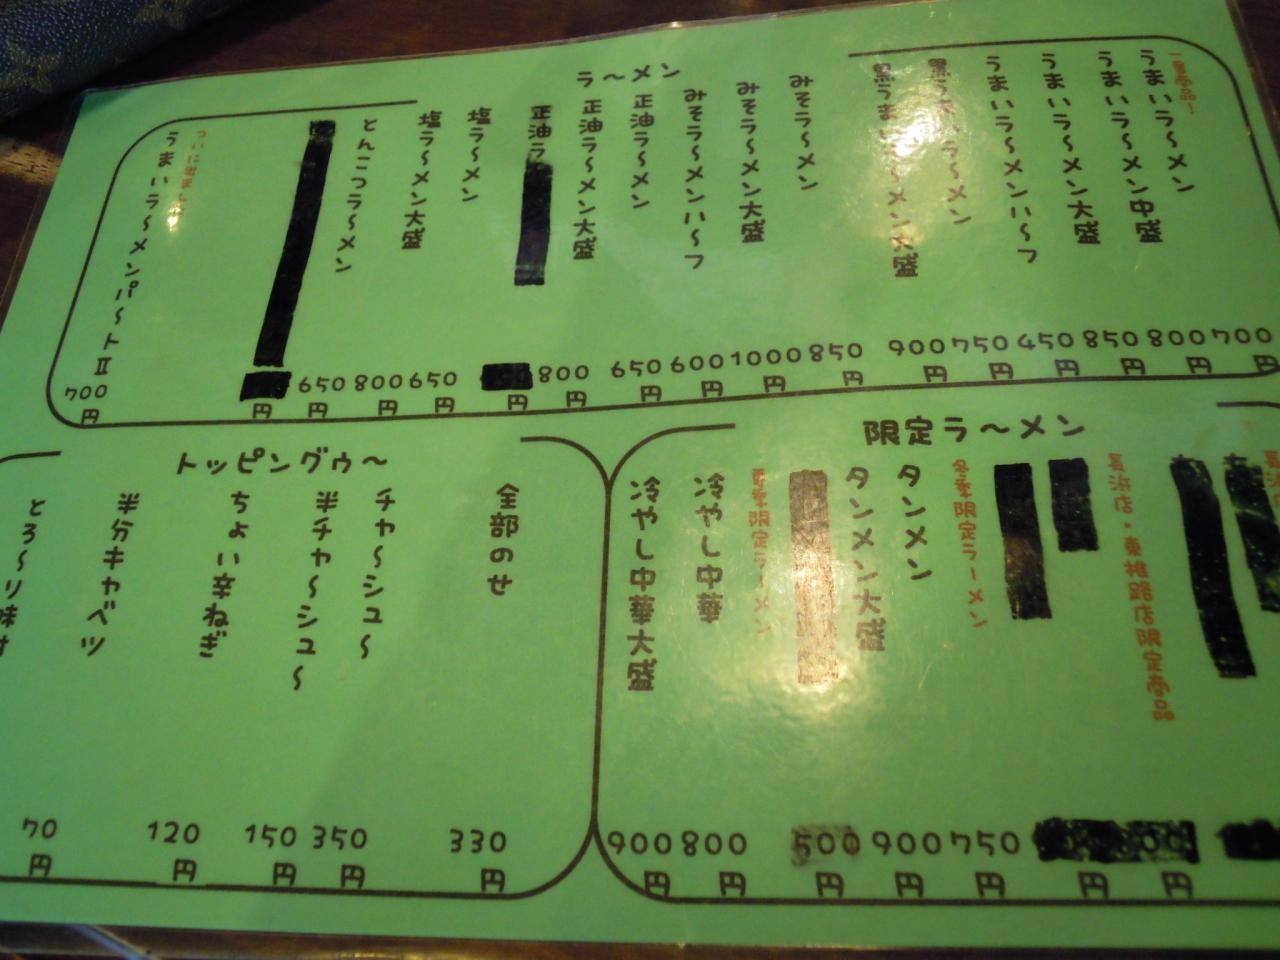 ラ〜メン
一番商品!
うまいラ〜メン
700円
うまいラ〜メン中盛
800円
うまいラ〜メン大盛
850円
うまいラ〜メンハ〜フ
450円
黒うまいラ〜メン
750円
黒うまいラ〜メン大盛
900円
みそラ〜メン
850円
みそラ〜メン大盛
1000円
みそラ〜メンハ〜フ
600円
正油ラ〜メン
650円
正油ラ〜メン大盛
800円
正油ラ
円
塩ラ〜メン
650円
塩ラ〜メン大盛
800円
とんこつラ〜メン
650円
円
うまいラ〜メンパ〜トⅡ
700円
限定ラ〜メン
長浜店・東推路店限定商品
円
円
冬季限定ラーメン
タンメン
750円
タンメン大盛
900円
500円
夏季限定ラーメン
冷やし中華
800円
冷やし中華大盛
900円
トッピングゥ〜
全部のせ
330円
チャ〜シュ〜
350円
半チャ〜シュ〜
150円
ちょい辛ねぎ
120円
半分キャベツ
70円
とろ〜り味付